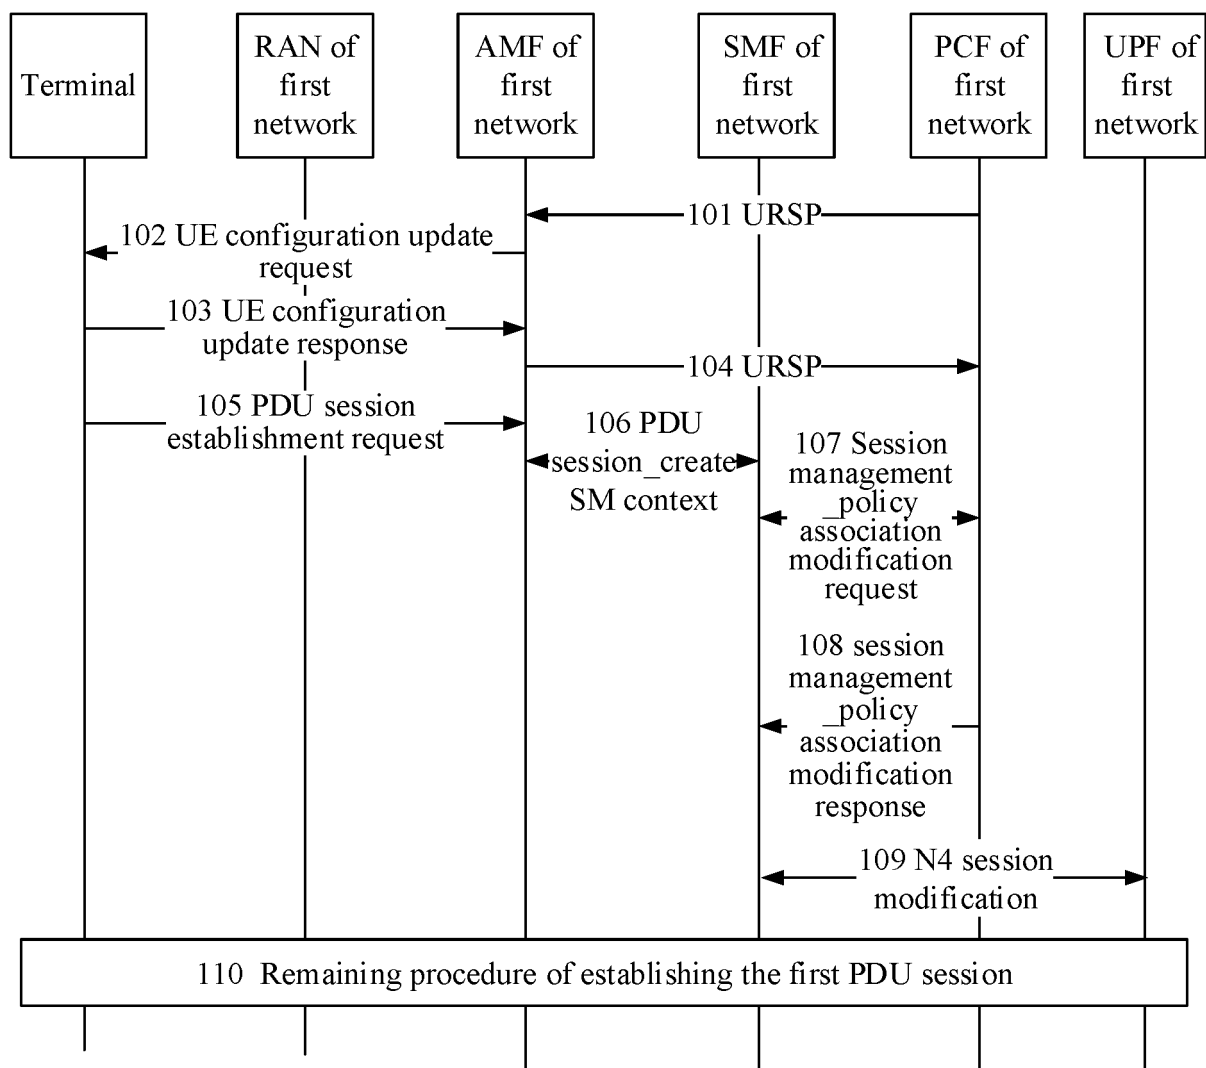 Terminal
RAN of
first
network
AMF of
first
network
SMF of
first
network
PCF of
first
network
UPF of
first
network
101 URSP
102 UE configuration update
request
103 UE configuration
update response
104 URSP
105 PDU session
establishment request
106 PDU
session_create
SM context
107 Session
management
_policy
association
modification
request
108 session
management
_policy
association
modification
response
109 N4 session
modification
110 Remaining procedure of establishing the first PDU session